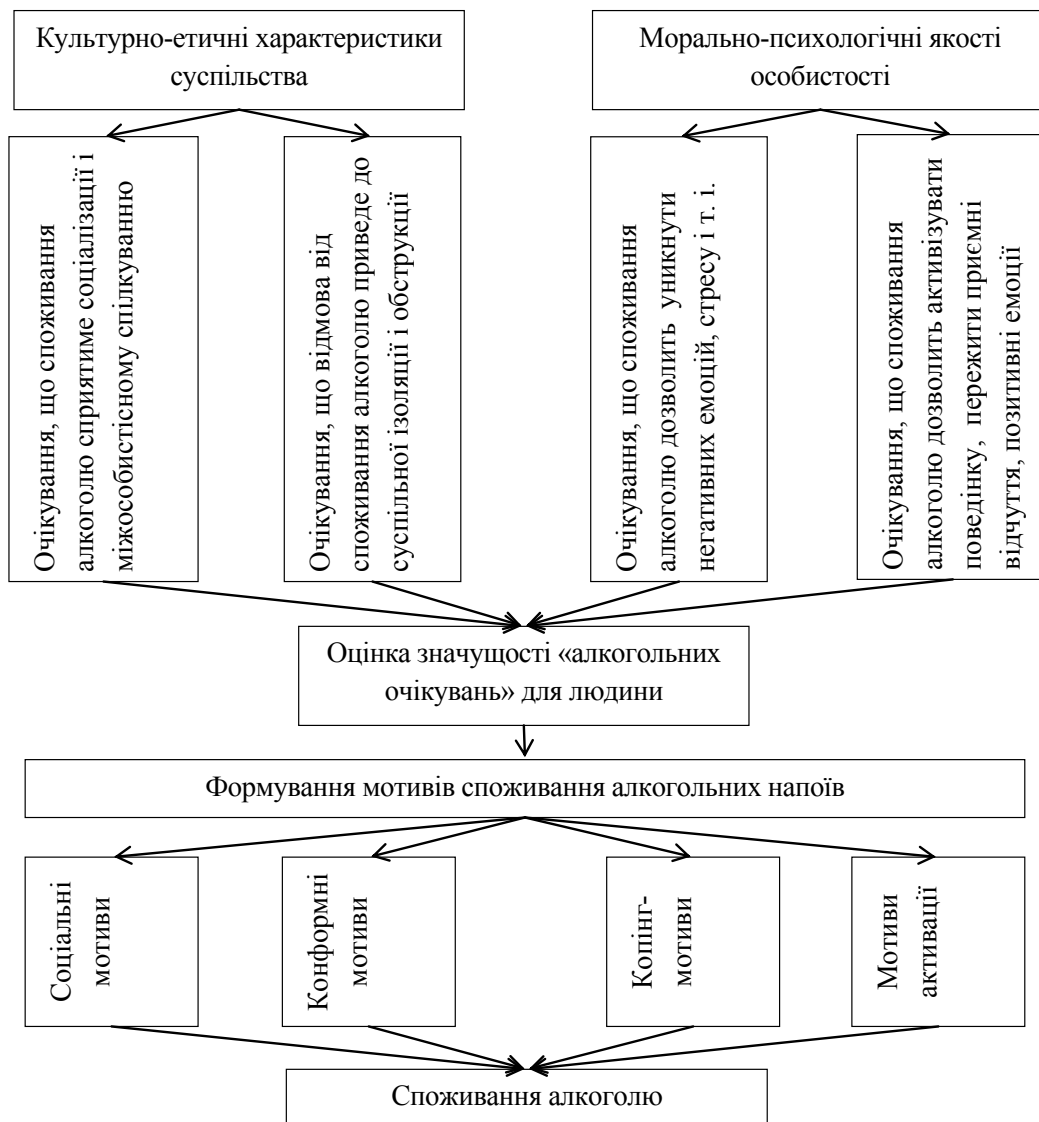 Культурно-етичні характеристики
суспільства
Морально-психологічні якості
особистості
Очікування, що споживання
алкоголю сприятиме соціалізації і
міжособистісному спілкуванню
Очікування, що відмова від
споживання алкоголю приведе до
суспільної ізоляції і обструкції
Очікування, що споживання
алкоголю дозволить уникнути
негативних емоцій, стресу і т. і.
Очікування, що споживання
алкоголю дозволить активізувати
поведінку, пережити приємні
відчуття, позитивні емоції
Оцінка значущості «алкогольних
очікувань» для людини
Формування мотивів споживання алкогольних напоїв
Соціальні
мотиви
Конформні
мотиви
Копінг-
мотиви
Мотиви
активації
Споживання алкоголю